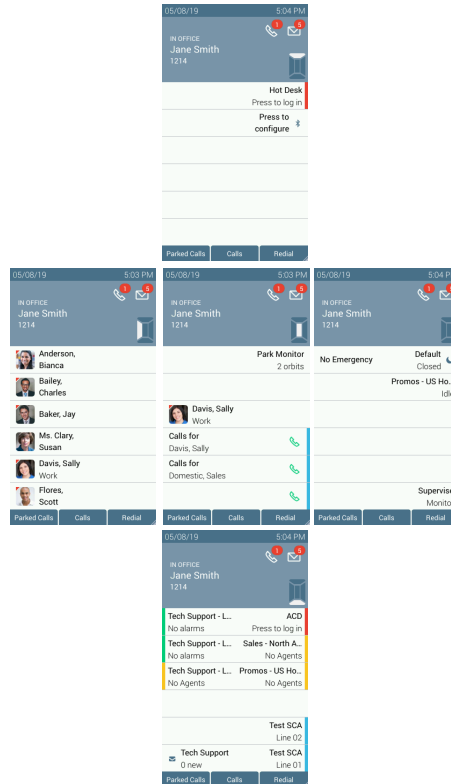 05/08/19 5:04 PM
1 5
IN OFFICE
Jane Smith
1214
Hot Desk
Press to log in
Press to
configure
Parked Calls Calls Redial
05/08/19 5:03 PM
1 5
IN OFFICE
Jane Smith
1214
Anderson,
Bianca
Bailey,
Charles
Baker, Jay
Ms. Clary,
Susan
Davis, Sally
Work
Flores,
Scott
Parked Calls Calls Redial
05/08/19 5:03 PM
1 5
IN OFFICE
Jane Smith
1214
Park Monitor
2 orbits
Davis, Sally
Work
Calls for
Davis, Sally
Calls for
Domestic, Sales
Parked Calls Calls Redial
05/08/19 5:04 P
1
IN OFFICE
Jane Smith
1214
No Emergency Default
Closed
Promos - US Ho..
Idl
Supervis
Monito
Parked Calls Calls Redial
05/08/19 5:04 PM
1 5
IN OFFICE
Jane Smith
1214
Tech Support - L... ACD
No alarms Press to log in
Tech Support - L... Sales - North A...
No alarms No Agents
Tech Support - L... Promos - US Ho...
No Agents No Agents
Test SCA
Line 02
Tech Support Test SCA
0 new Line 01
Parked Calls Calls Redial